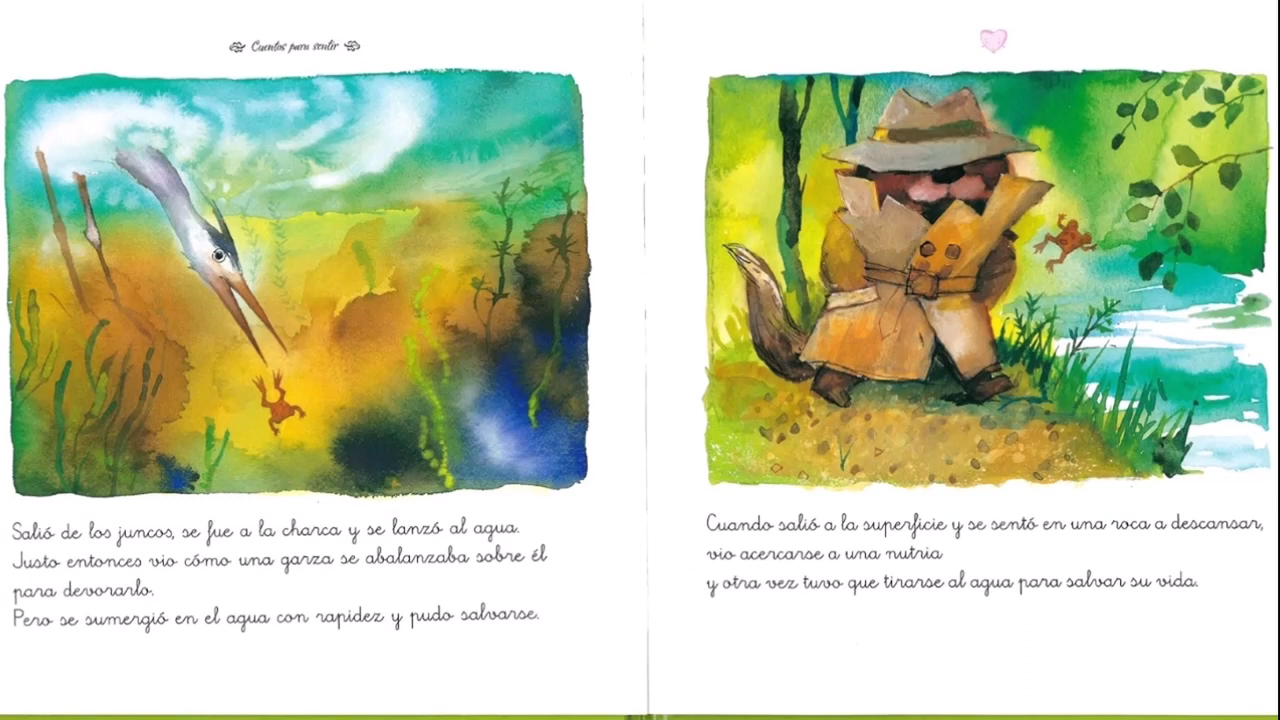 Cuentos para sentir
Salió de los juncos, se fue a la charca y se lanzó al agua.
Justo entonces vio cómo una garza se abalanzaba sobre él
para devorarlo.
Pero se sumergió en el agua con rapidez y pudo salvarse.
Cuando salió a la superficie y se sentó en una roca a descansar,
vio acercarse a una nutria
y otra vez tuvo que tirarse al agua para salvar su vida.